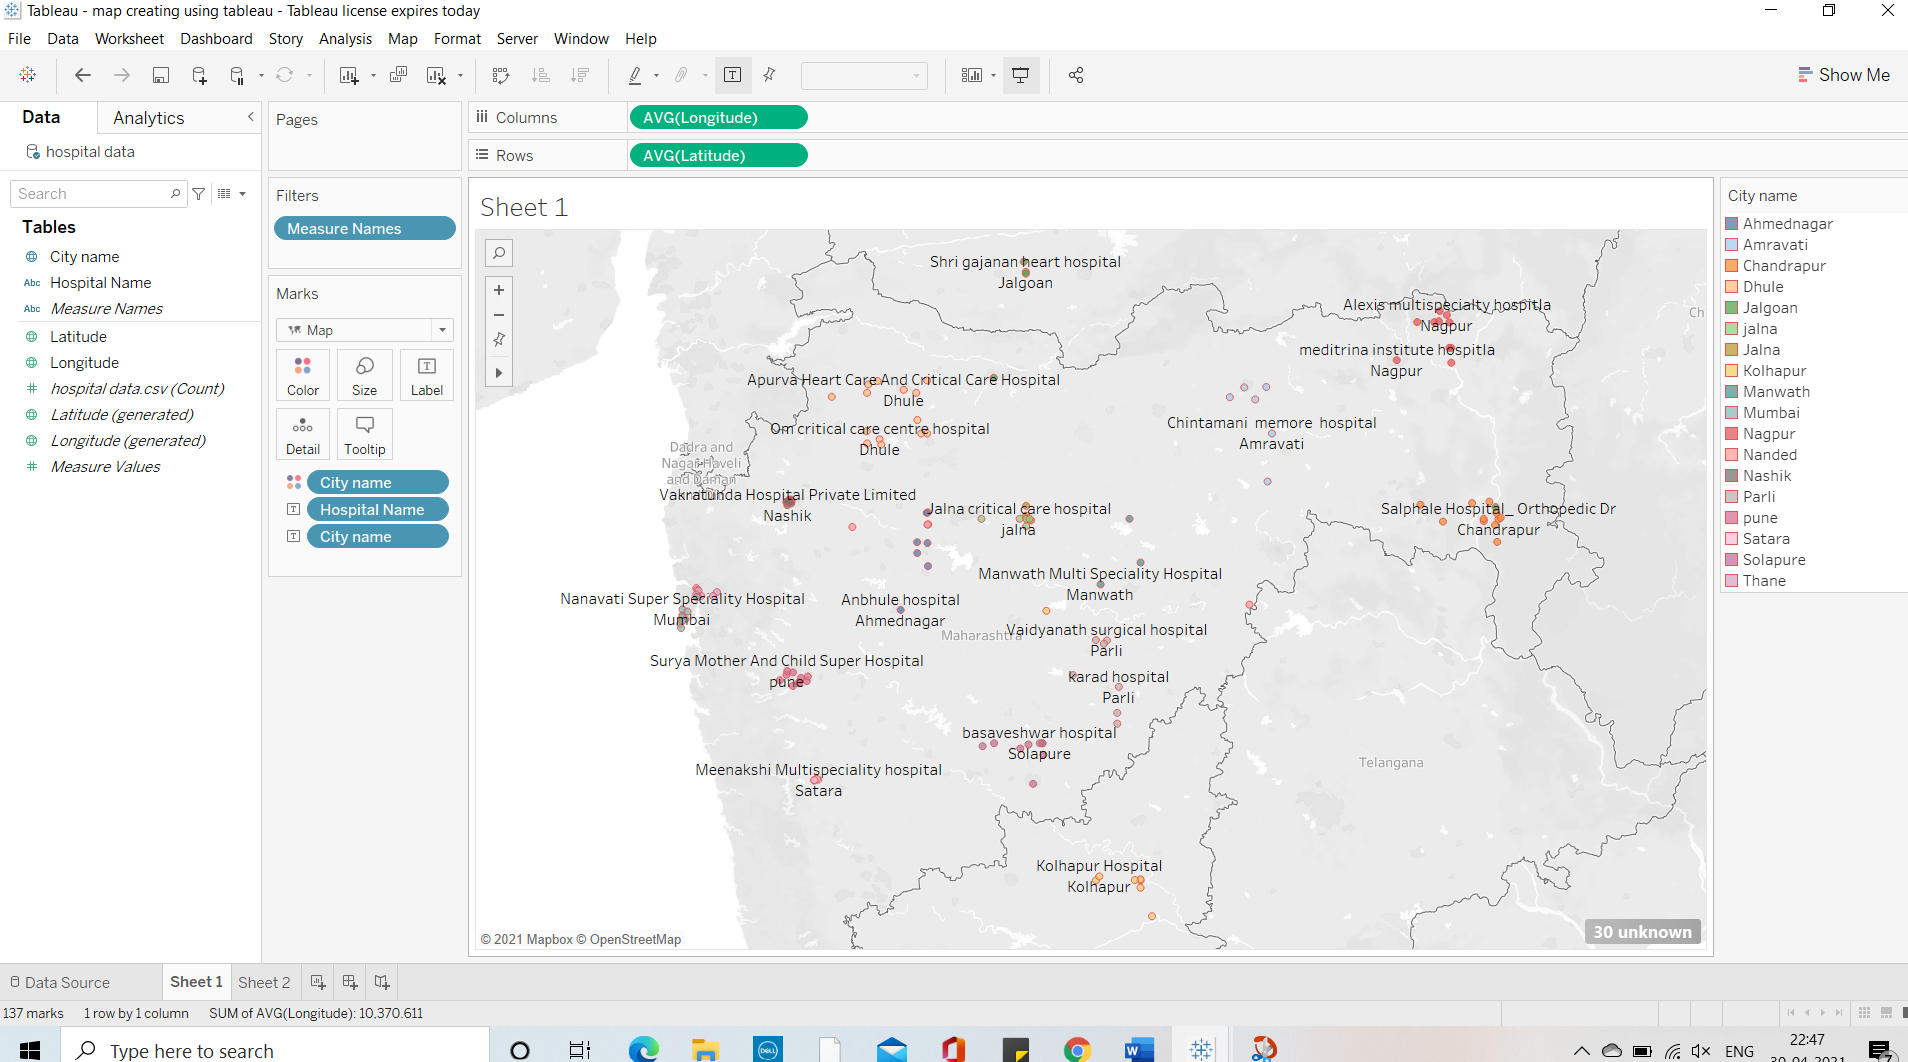 Tableau - map creating using tableau - Tableau license expires today
File Data Worksheet Dashboard Story Analysis Map Format Server Window Help
Show Me
Data Analytics
hospital data
Search
Tables
City name
Abc Hospital Name
Abc Measure Names
Latitude
Longitude
# hospital data.csv (Count)
Latitude (generated)
Longitude (generated)
# Measure Values
Pages
Filters
Measure Names
Marks
Map
Color Size Label
Detail Tooltip
City name
Hospital Name
City name
Columns AVG(Longitude)
Rows AVG(Latitude)
Sheet 1
Shri gajanan heart hospital
Jalgoan
Alexis multispecialty hospitla
Nagpur
Ch
meditrina institute hospitla
Nagpur
Apurva Heart Care And Critical Care Hospital
Dhule
Om critical care centre hospital
Dhule
Chintamani memore hospital
Amravati
Dadra and
Nagar Haveli
and Daman
Vakratunda Hospital Private Limited
Nashik
Jalna critical care hospital
jalna
Salphale Hospital_ Orthopedic Dr
Chandrapur
Manwath Multi Speciality Hospital
Manwath
Nanavati Super Speciality Hospital
Mumbai
Anbhule hospital
Ahmednagar
Maharashtra
Vaidyanath surgical hospital
Parli
Surya Mother And Child Super Hospital
pune
karad hospital
Parli
basaveshwar hospital
Solapure
Meenakshi Multispeciality hospital
Satara
Telangana
Kolhapur Hospital
Kolhapur
© 2021 Mapbox © OpenStreetMap
30 unknown
City name
Ahmednagar
Amravati
Chandrapur
Dhule
Jalgoan
jalna
Jalna
Kolhapur
Manwath
Mumbai
Nagpur
Nanded
Nashik
Parli
pune
Satara
Solapure
Thane
Data Source Sheet 1 Sheet 2
137 marks 1 row by 1 column SUM of AVG(Longitude): 10,370.611
Type here to search
DELL
ENG
22:47
30-04-2021
7